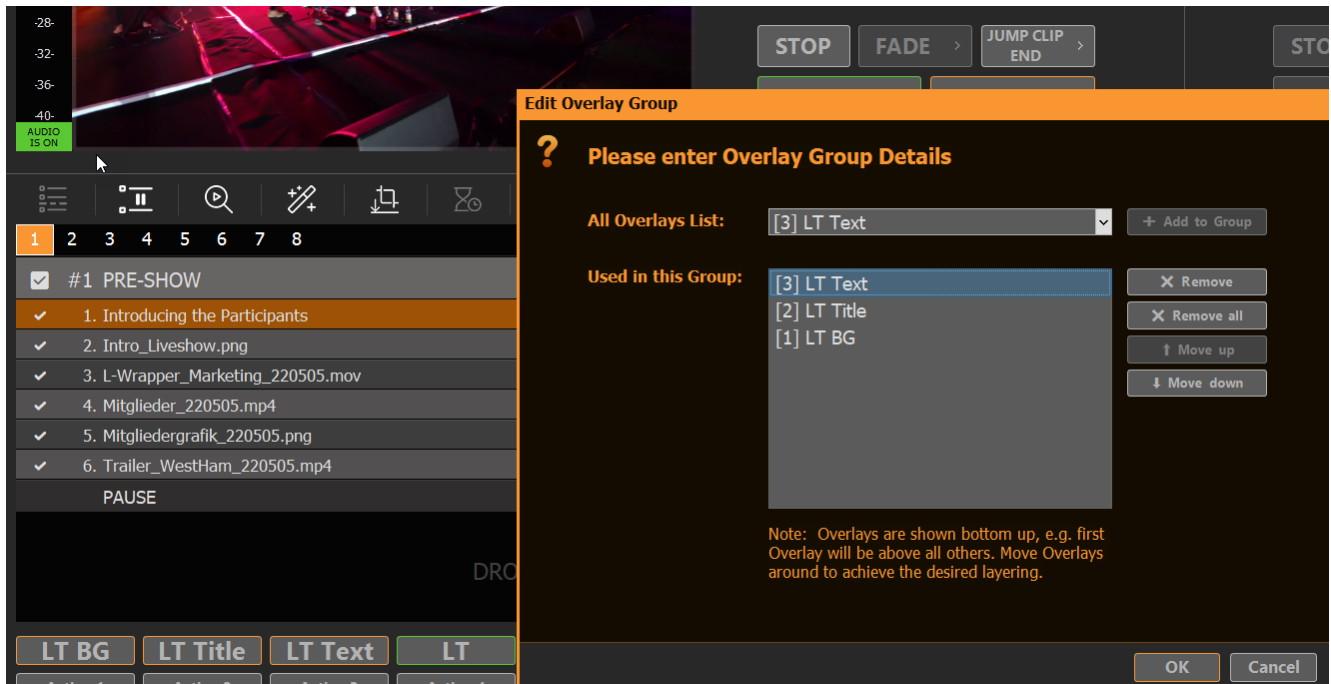 -28-
-32-
-36-
-40-
AUDIO
IS ON
STOP
FADE >
JUMP CLIP
END >
1 2 3 4 5 6 7 8
#1 PRE-SHOW
1. Introducing the Participants
2. Intro_Liveshow.png
3. L-Wrapper_Marketing_220505.mov
4. Mitglieder_220505.mp4
5. Mitgliedergrafik_220505.png
6. Trailer_WestHam_220505.mp4
PAUSE
LT BG
LT Title
LT Text
LT
Edit Overlay Group
?
Please enter Overlay Group Details
All Overlays List:
[3] LT Text
+ Add to Group
Used in this Group:
[3] LT Text
[2] LT Title
[1] LT BG
X Remove
X Remove all
↑ Move up
↓ Move down
Note: Overlays are shown bottom up, e.g. first
Overlay will be above all others. Move Overlays
around to achieve the desired layering.
OK
Cancel